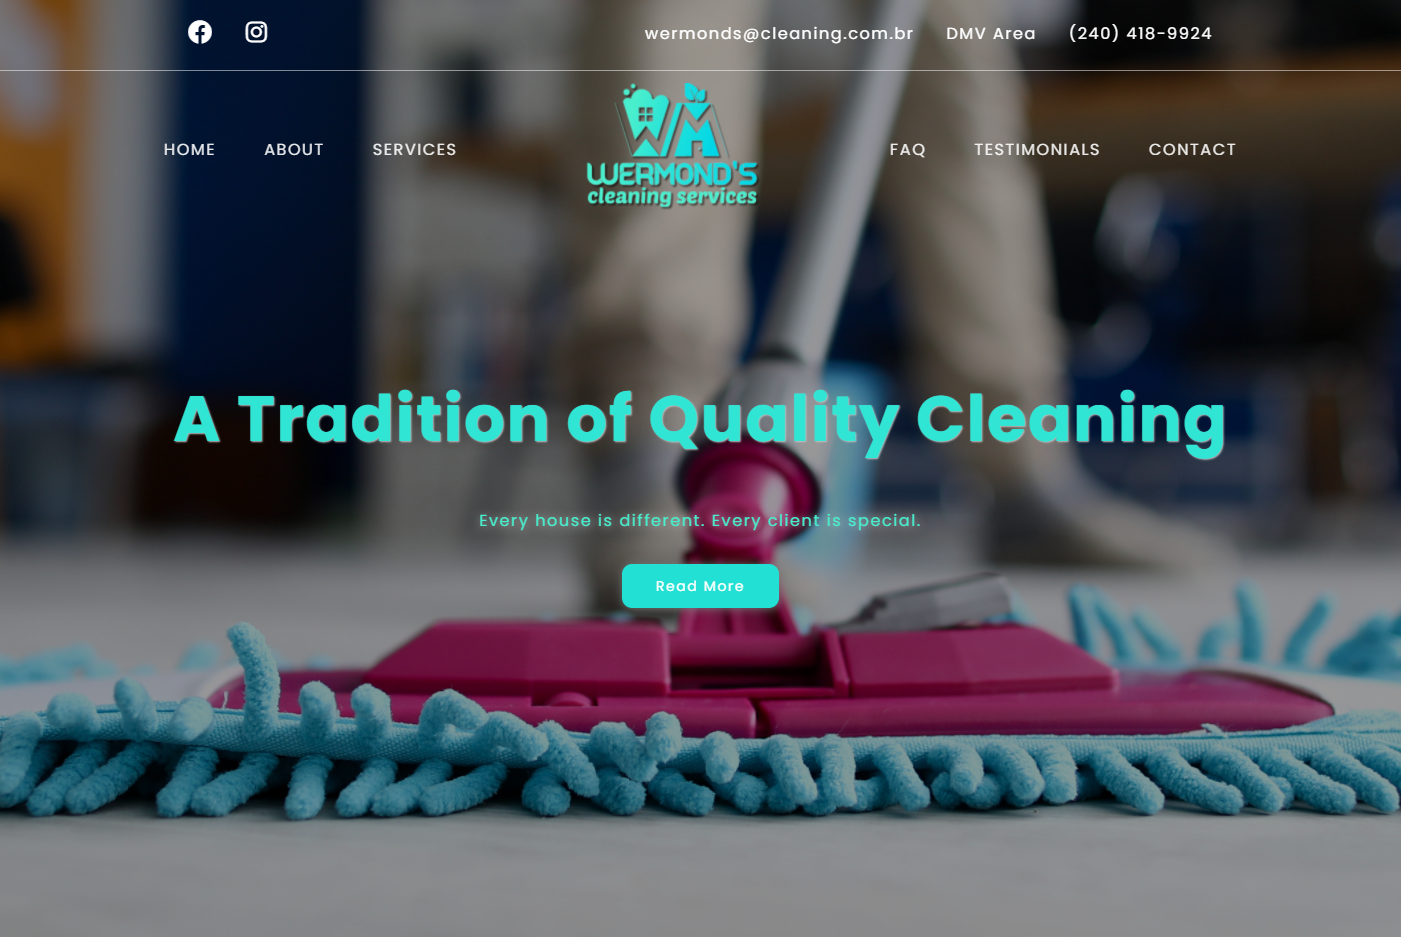 wermonds@cleaning.com.br DMV Area (240) 418-9924
WM
WERMOND'S
cleaning services
HOME ABOUT SERVICES FAQ TESTIMONIALS CONTACT
A Tradition of Quality Cleaning
Every house is different. Every client is special.
Read More